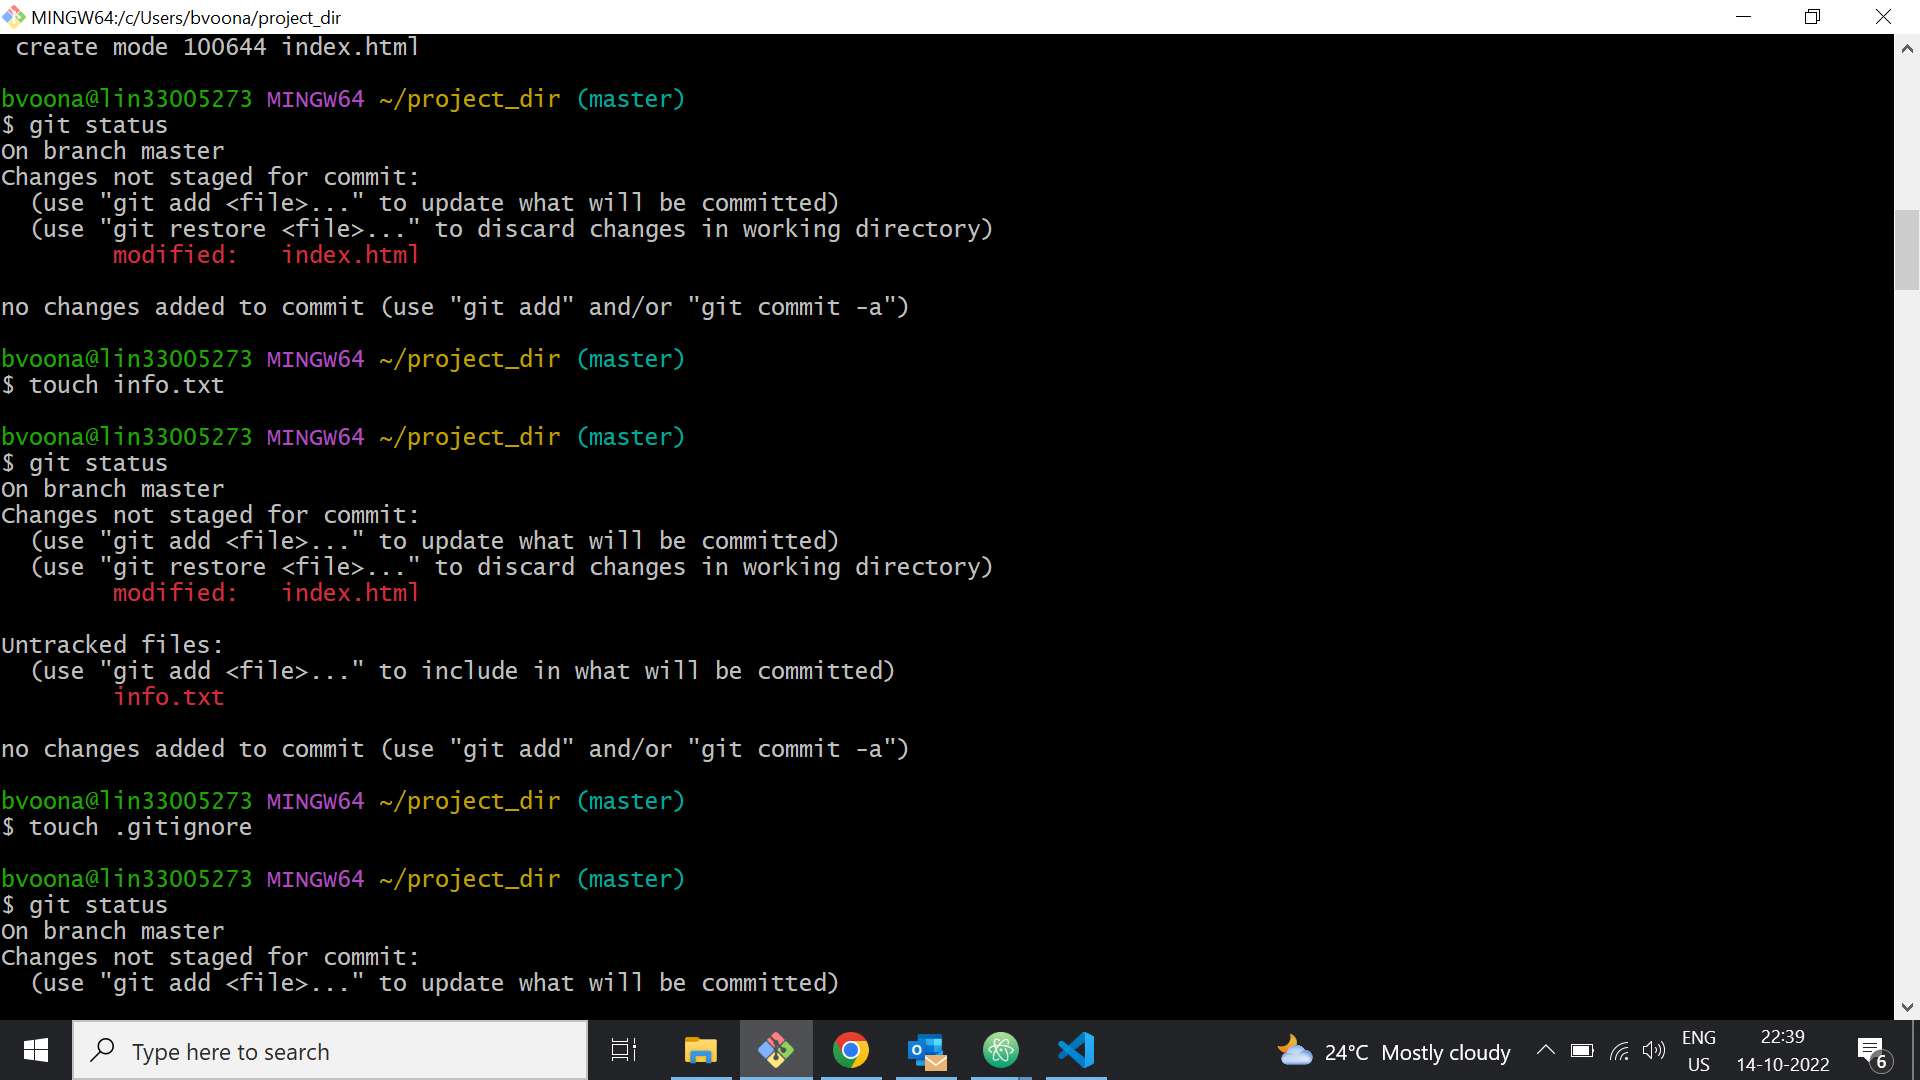 MINGW64:/c/Users/bvoona/project_dir
create mode 100644 index.html
bvoona@lin33005273 MINGW64 ~/project_dir (master)
$ git status
On branch master
Changes not staged for commit:
(use "git add <file>..." to update what will be committed)
(use "git restore <file>..." to discard changes in working directory)
modified: index.html
no changes added to commit (use "git add" and/or "git commit -a")
bvoona@lin33005273 MINGW64 ~/project_dir (master)
$ touch info.txt
bvoona@lin33005273 MINGW64 ~/project_dir (master)
$ git status
On branch master
Changes not staged for commit:
(use "git add <file>..." to update what will be committed)
(use "git restore <file>..." to discard changes in working directory)
modified: index.html
Untracked files:
(use "git add <file>..." to include in what will be committed)
info.txt
no changes added to commit (use "git add" and/or "git commit -a")
bvoona@lin33005273 MINGW64 ~/project_dir (master)
$ touch .gitignore
bvoona@lin33005273 MINGW64 ~/project_dir (master)
$ git status
On branch master
Changes not staged for commit:
(use "git add <file>..." to update what will be committed)
Type here to search
24°C Mostly cloudy
ENG
US
22:39
14-10-2022
6